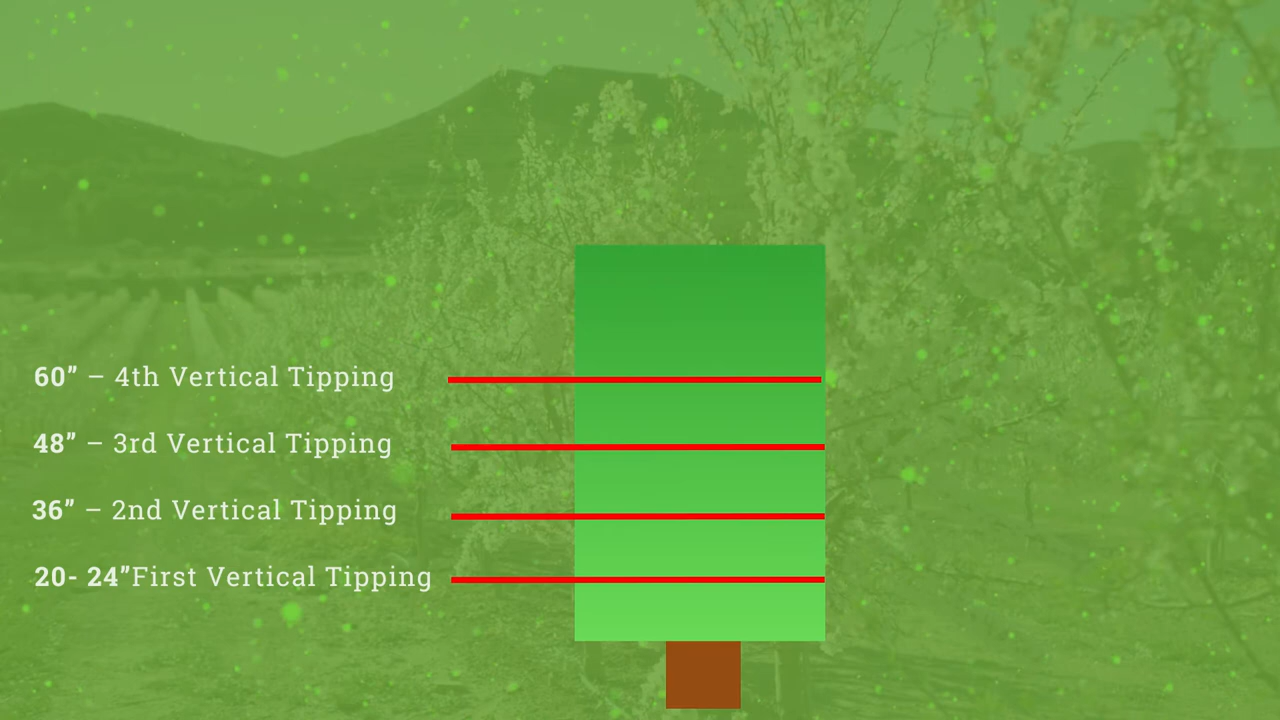 60” – 4th Vertical Tipping
48” – 3rd Vertical Tipping
36” – 2nd Vertical Tipping
20- 24”First Vertical Tipping